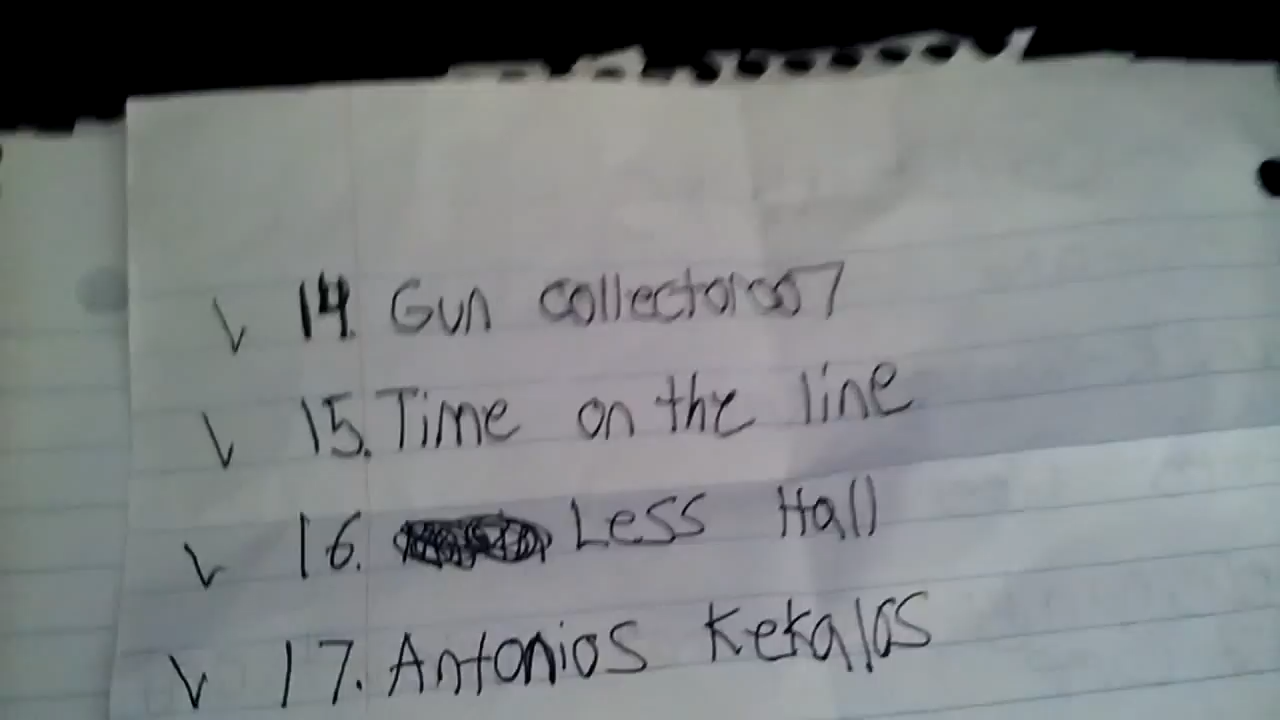 ✓ 14. Gun collector007
✓ 15. Time on the line
✓ 16. Less Hall
✓ 17. Antonios Kekalos